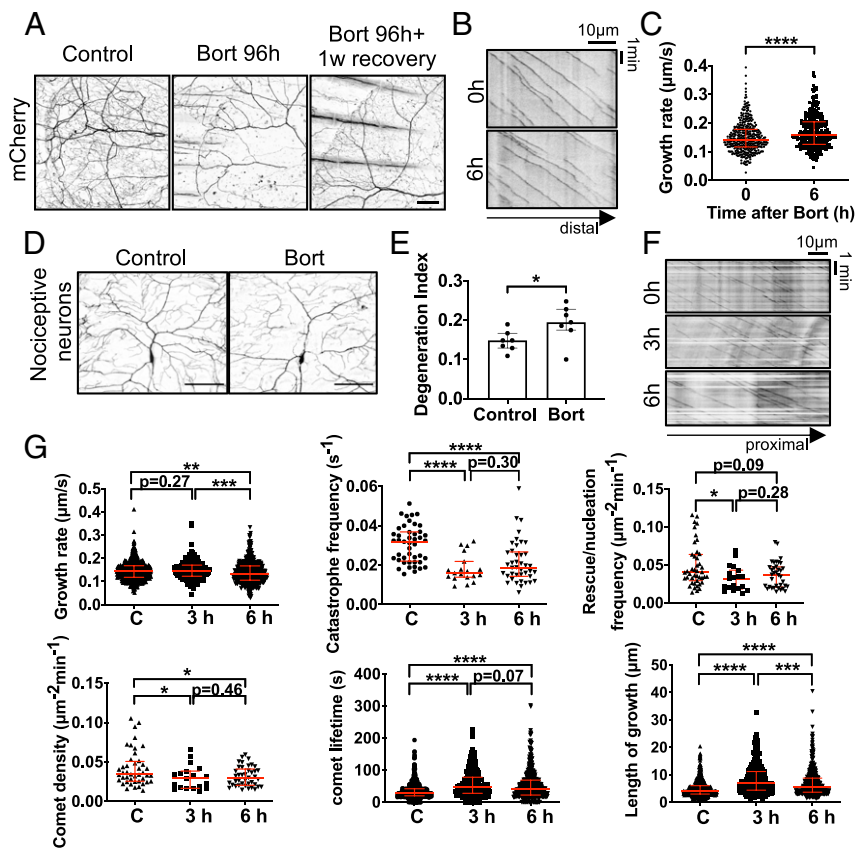 A
Control
Bort 96h
Bort 96h+
1w recovery
mCherry
B
10µm
1 min
0h
6h
distal
C
****
Growth rate (µm/s)
0.4
0.3
0.2
0.1
0.0
0
6
Time after Bort (h)
D
Control
Bort
Nociceptive
neurons
E
Degeneration Index
0.3
0.2
0.1
0.0
*
Control
Bort
F
10µm
1 min
0h
3h
6h
proximal
G
Growth rate (µm/s)
0.5
0.4
0.3
0.2
0.1
0.0
**
p=0.27
***
C
3 h
6 h
Catastrophe frequency (s⁻¹)
0.06
0.04
0.02
0.00
****
****
p=0.30
C
3 h
6 h
Rescue/nucleation
frequency (µm⁻²min⁻¹)
0.15
0.10
0.05
0.00
p=0.09
*
p=0.28
C
3 h
6 h
Comet density (µm⁻²min⁻¹)
0.15
0.10
0.05
0.00
*
*
p=0.46
C
3 h
6 h
comet lifetime (s)
400
300
200
100
0
****
****
p=0.07
C
3 h
6 h
Length of growth (µm)
50
40
30
20
10
0
****
****
***
C
3 h
6 h